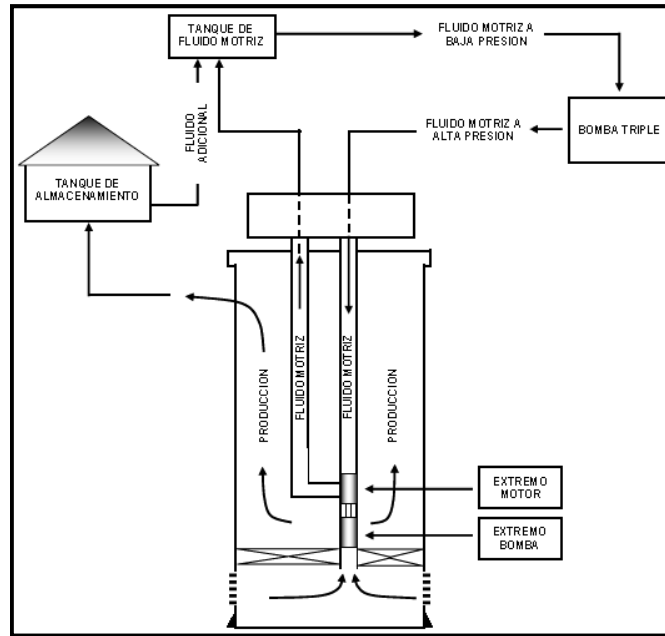 TANQUE DE
FLUIDO MOTRIZ
FLUIDO MOTRIZ A
BAJA PRESION
BOMBA TRIPLE
FLUIDO MOTRIZ A
ALTA PRESION
FLUIDO
ADICIONAL
TANQUE DE
ALMACENAMIENTO
PRODUCCION
FLUIDO MOTRIZ
FLUIDO MOTRIZ
PRODUCCION
EXTREMO
MOTOR
EXTREMO
BOMBA